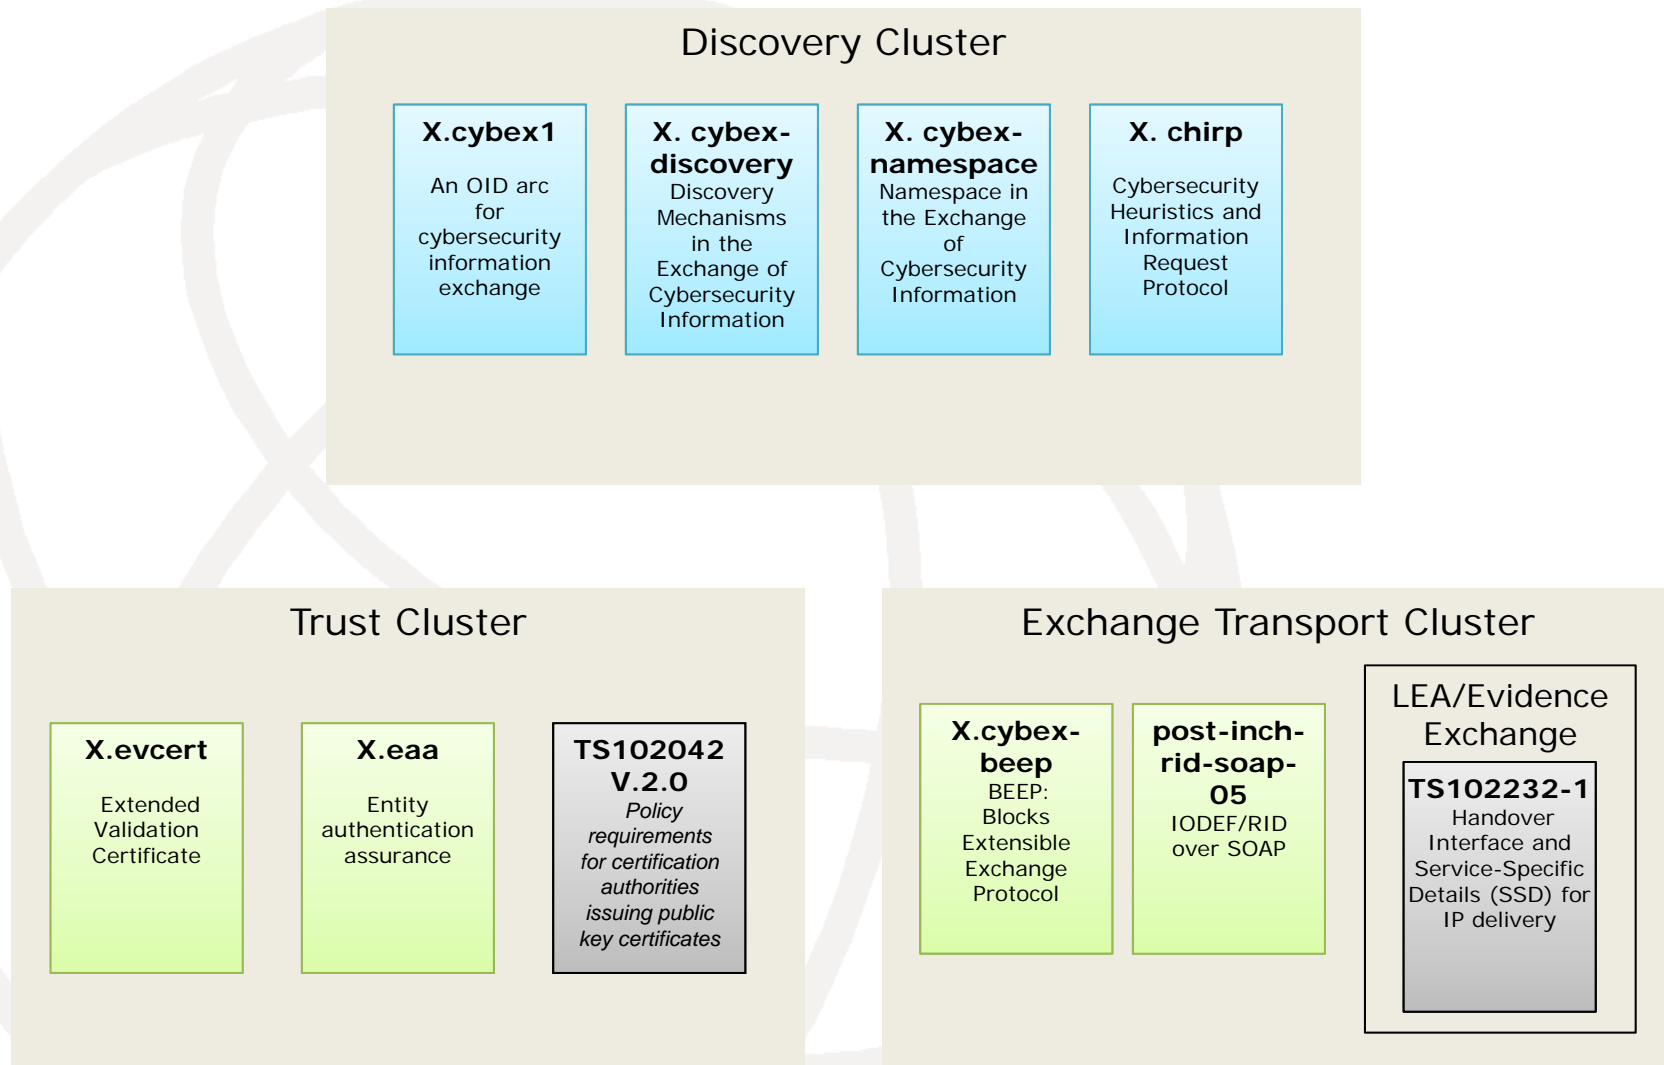 Discovery Cluster
X.cybex1
An OID arc
for
cybersecurity
information
exchange
X. cybex-
discovery
Discovery
Mechanisms
in the
Exchange of
Cybersecurity
Information
X. cybex-
namespace
Namespace in
the Exchange
of
Cybersecurity
Information
X. chirp
Cybersecurity
Heuristics and
Information
Request
Protocol
Trust Cluster
X.evcert
Extended
Validation
Certificate
X.eaa
Entity
authentication
assurance
TS102042
V.2.0
Policy
requirements
for certification
authorities
issuing public
key certificates
Exchange Transport Cluster
X.cybex-
beep
BEEP:
Blocks
Extensible
Exchange
Protocol
post-inch-
rid-soap-
05
IODEF/RID
over SOAP
LEA/Evidence
Exchange
TS102232-1
Handover
Interface and
Service-Specific
Details (SSD) for
IP delivery